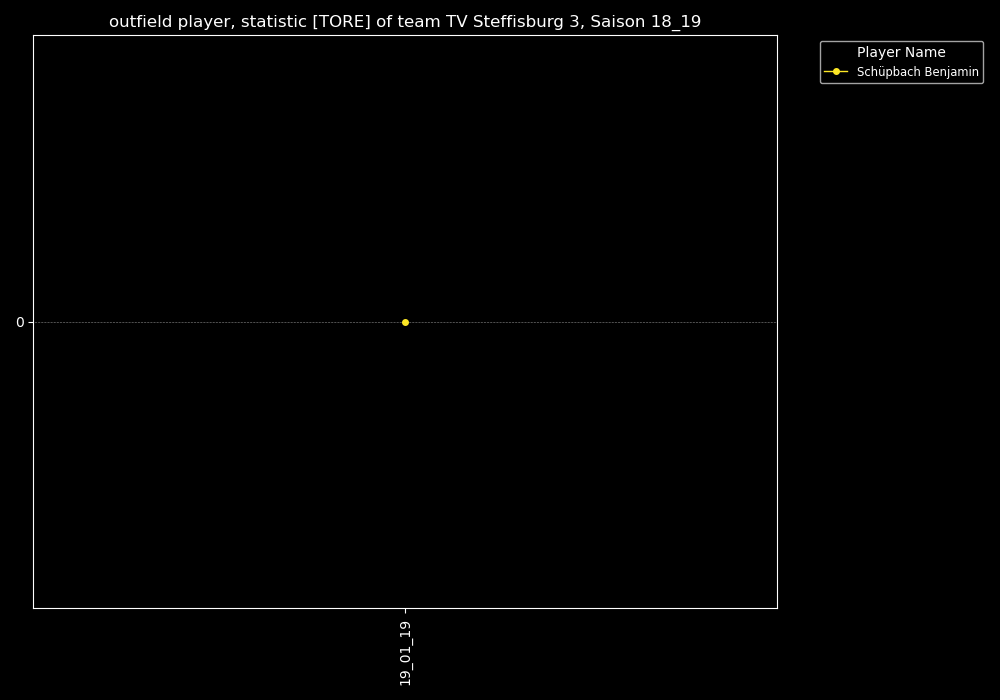 outfield player, statistic [TORE] of team TV Steffisburg 3, Saison 18_19
Player Name
Schüpbach Benjamin
0
19_01_19